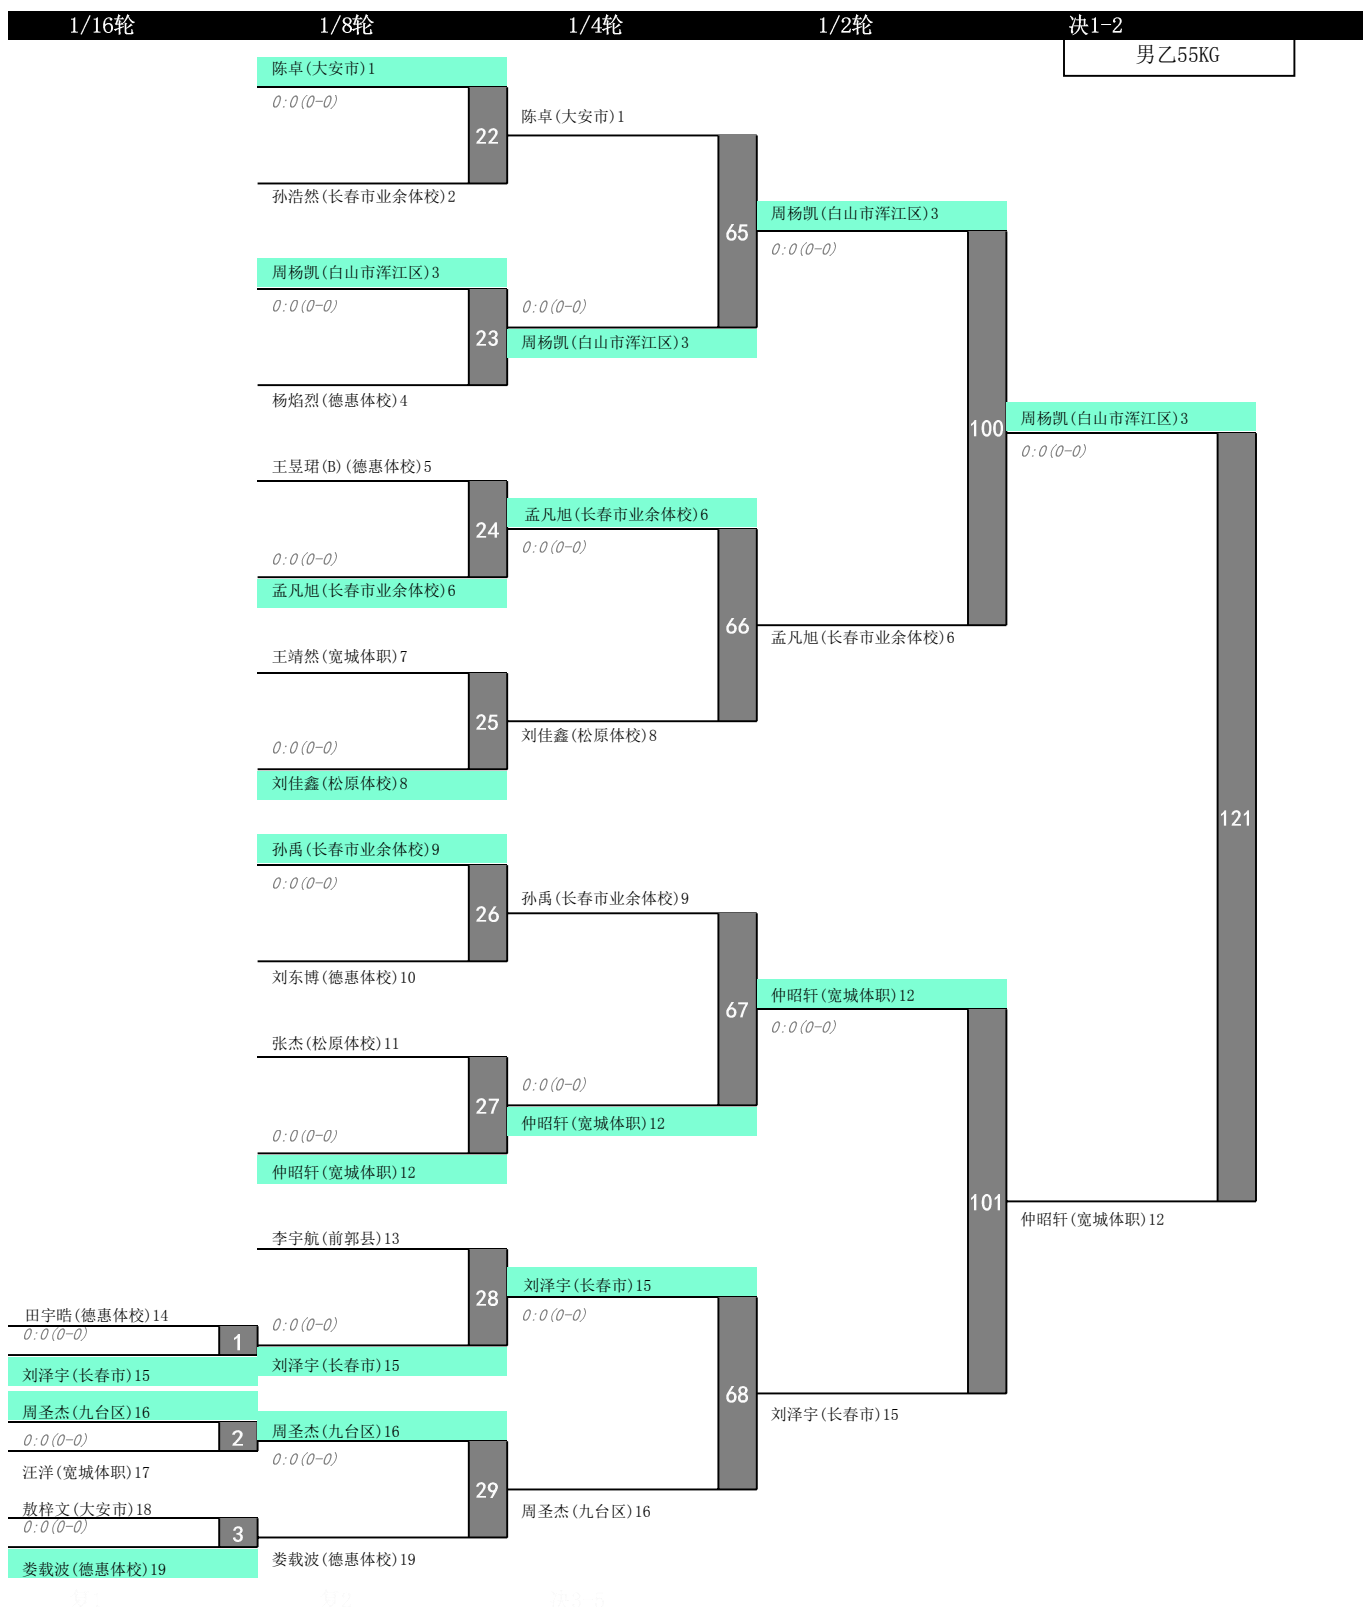 1/16轮 1/8轮 1/4轮 1/2轮 决1-2
男乙55KG
陈卓(大安市)1
0:0(0-0)
22
陈卓(大安市)1
孙浩然(长春市业余体校)2
65
周杨凯(白山市浑江区)3
0:0(0-0)
周杨凯(白山市浑江区)3
0:0(0-0)
23
0:0(0-0)
周杨凯(白山市浑江区)3
杨焰烈(德惠体校)4
100
周杨凯(白山市浑江区)3
0:0(0-0)
王昱珺(B)(德惠体校)5
24
孟凡旭(长春市业余体校)6
0:0(0-0)
0:0(0-0)
孟凡旭(长春市业余体校)6
66
孟凡旭(长春市业余体校)6
王靖然(宽城体职)7
25
刘佳鑫(松原体校)8
0:0(0-0)
刘佳鑫(松原体校)8
121
孙禹(长春市业余体校)9
0:0(0-0)
26
孙禹(长春市业余体校)9
刘东博(德惠体校)10
67
仲昭轩(宽城体职)12
0:0(0-0)
张杰(松原体校)11
27
0:0(0-0)
仲昭轩(宽城体职)12
0:0(0-0)
仲昭轩(宽城体职)12
101
仲昭轩(宽城体职)12
李宇航(前郭县)13
28
刘泽宇(长春市)15
0:0(0-0)
田宇晧(德惠体校)14
0:0(0-0)
1
0:0(0-0)
刘泽宇(长春市)15
刘泽宇(长春市)15
68
刘泽宇(长春市)15
周圣杰(九台区)16
0:0(0-0)
2
周圣杰(九台区)16
0:0(0-0)
汪洋(宽城体职)17
29
周圣杰(九台区)16
敖梓文(大安市)18
0:0(0-0)
3
娄载波(德惠体校)19
娄载波(德惠体校)19